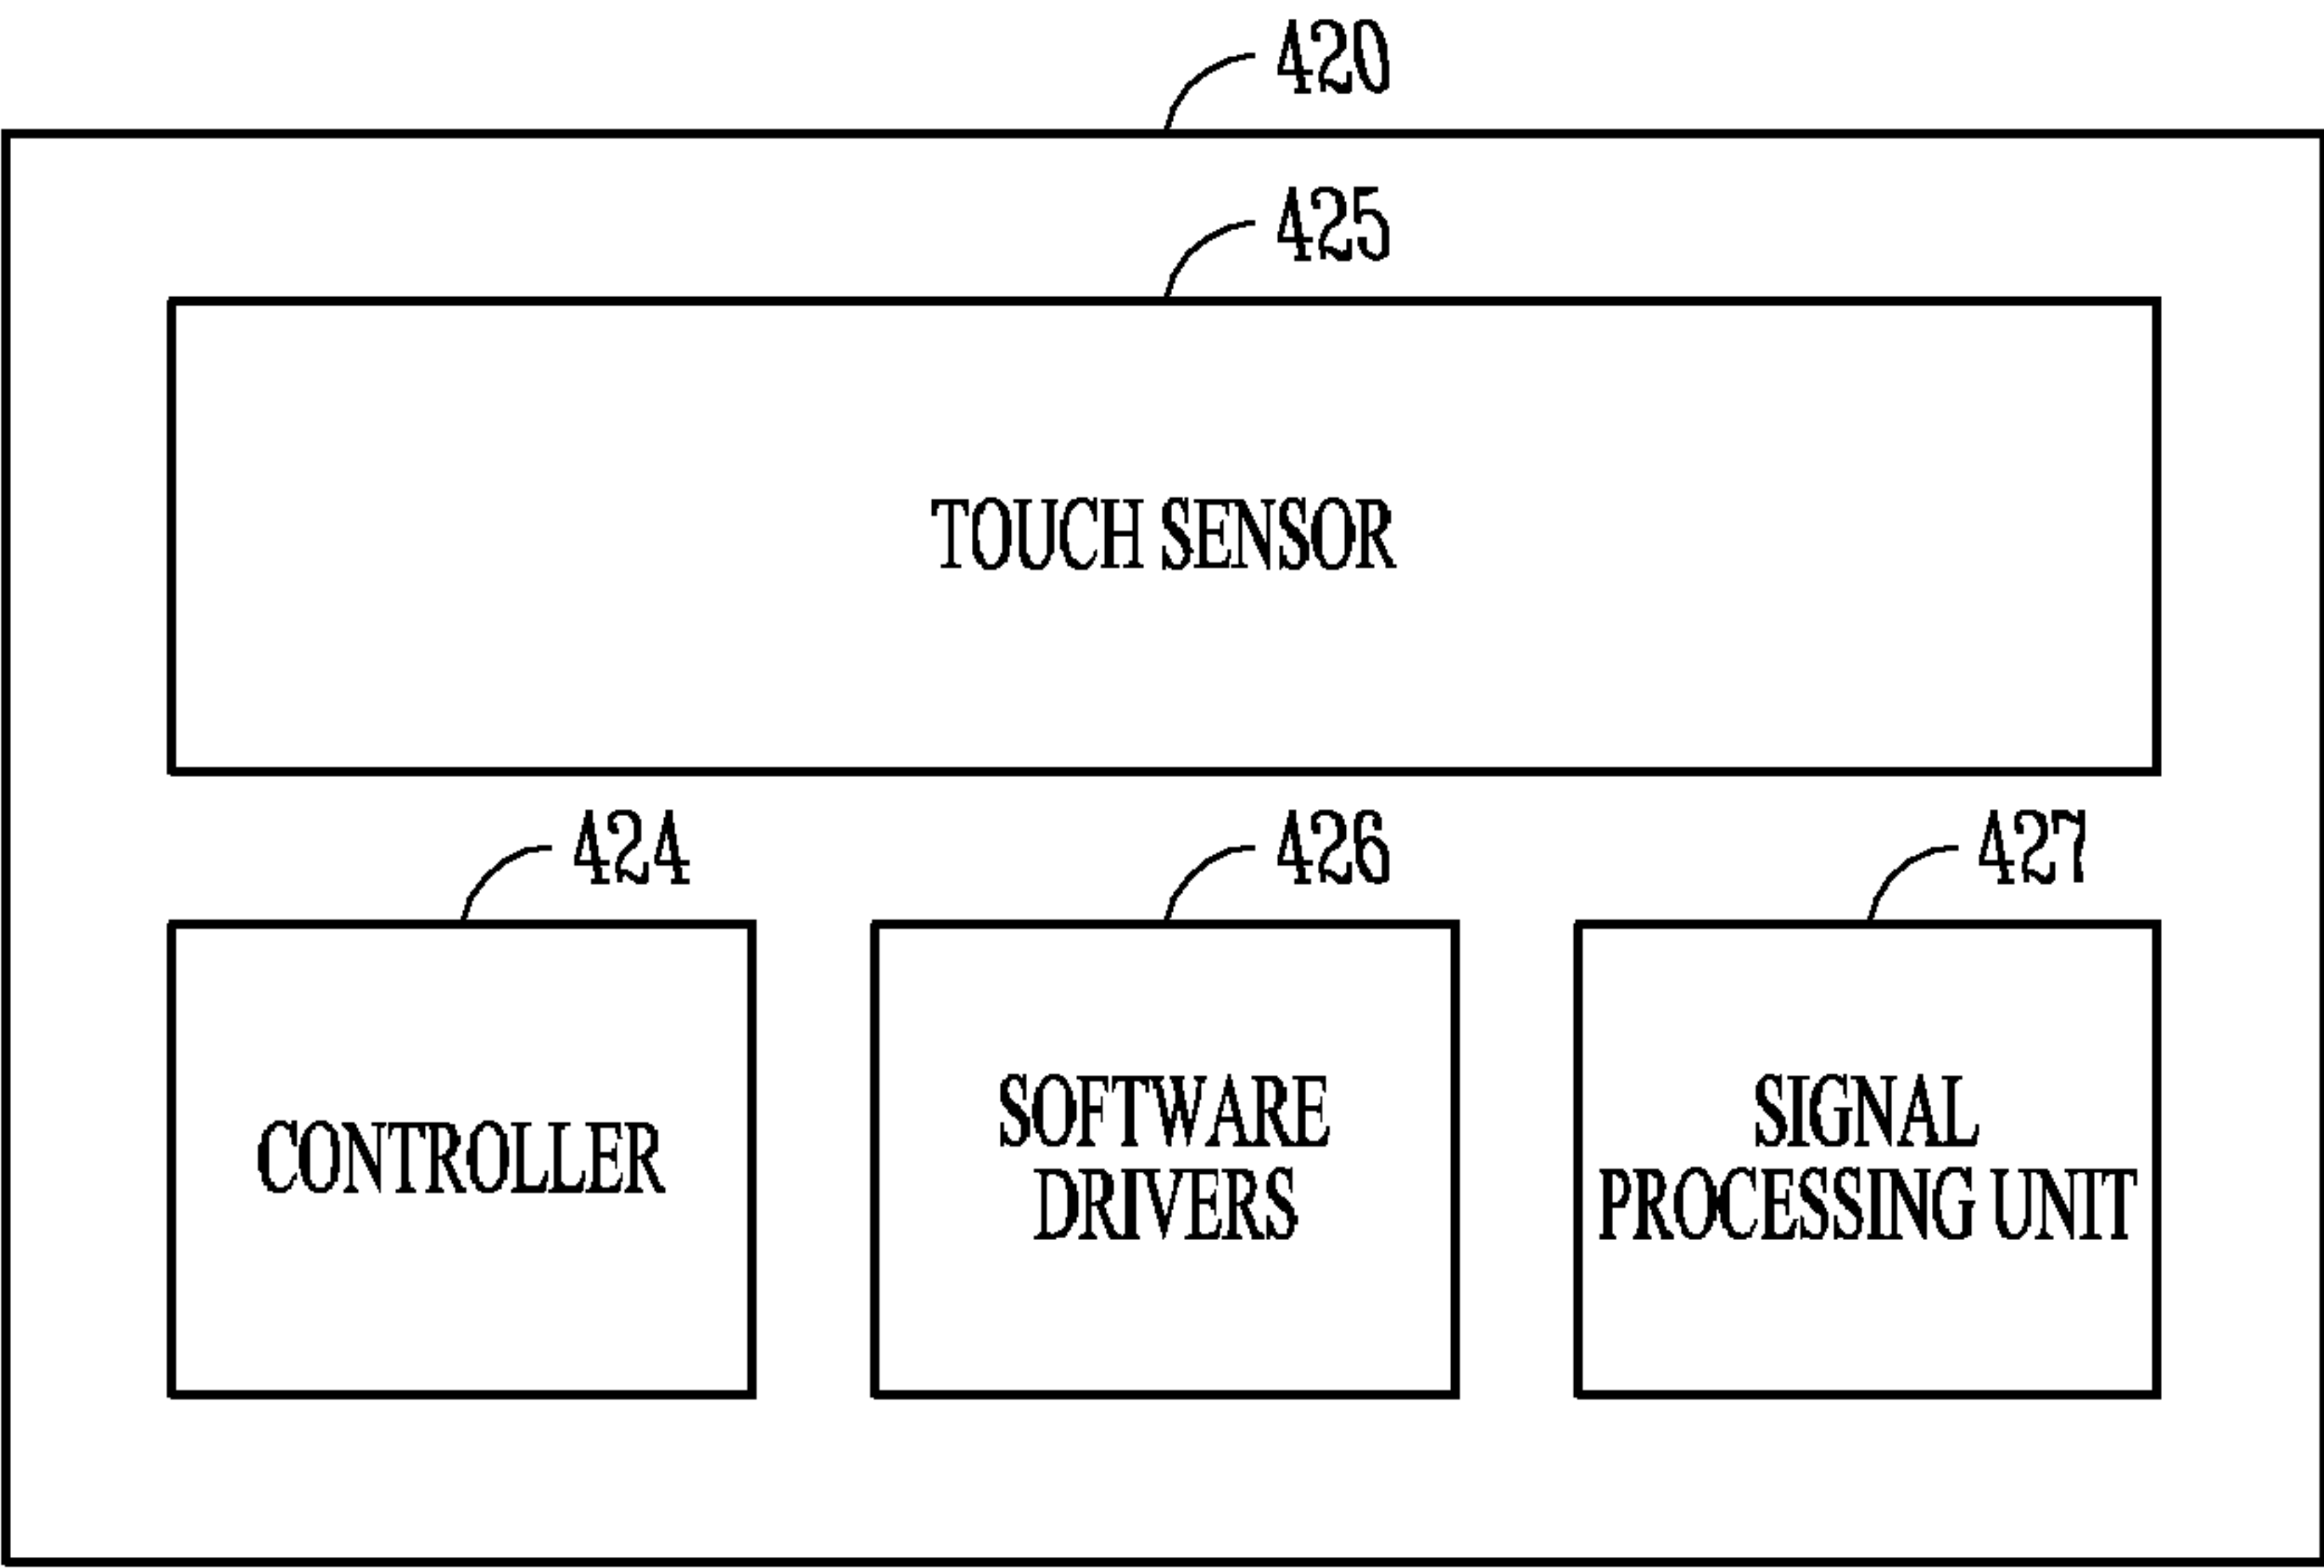 420
425
TOUCH SENSOR
424
426
427
CONTROLLER
SOFTWARE
DRIVERS
SIGNAL
PROCESSING UNIT